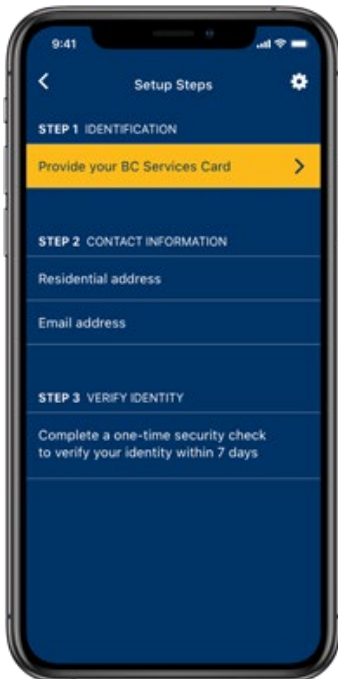 9:41
Setup Steps
STEP 1 IDENTIFICATION
Provide your BC Services Card
STEP 2 CONTACT INFORMATION
Residential address
Email address
STEP 3 VERIFY IDENTITY
Complete a one-time security check
to verify your identity within 7 days